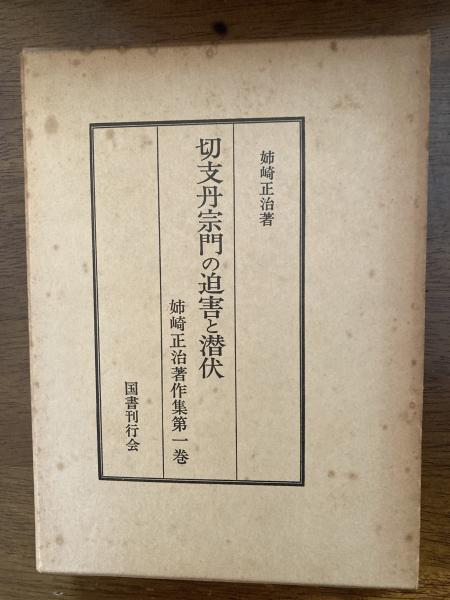 姉崎正治著
切支丹宗門の迫害と潜伏
姉崎正治著作集第一巻
国書刊行会